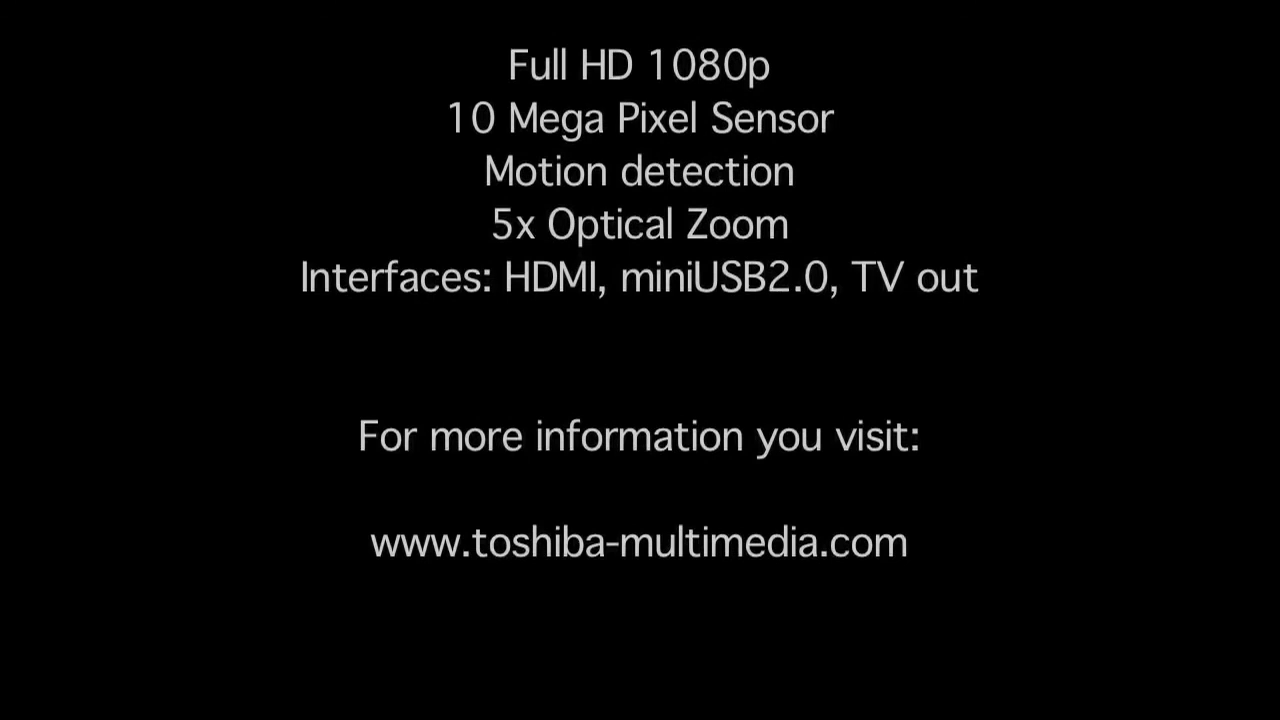 Full HD 1080p
10 Mega Pixel Sensor
Motion detection
5x Optical Zoom
Interfaces: HDMI, miniUSB2.0, TV out
For more information you visit:
www.toshiba-multimedia.com